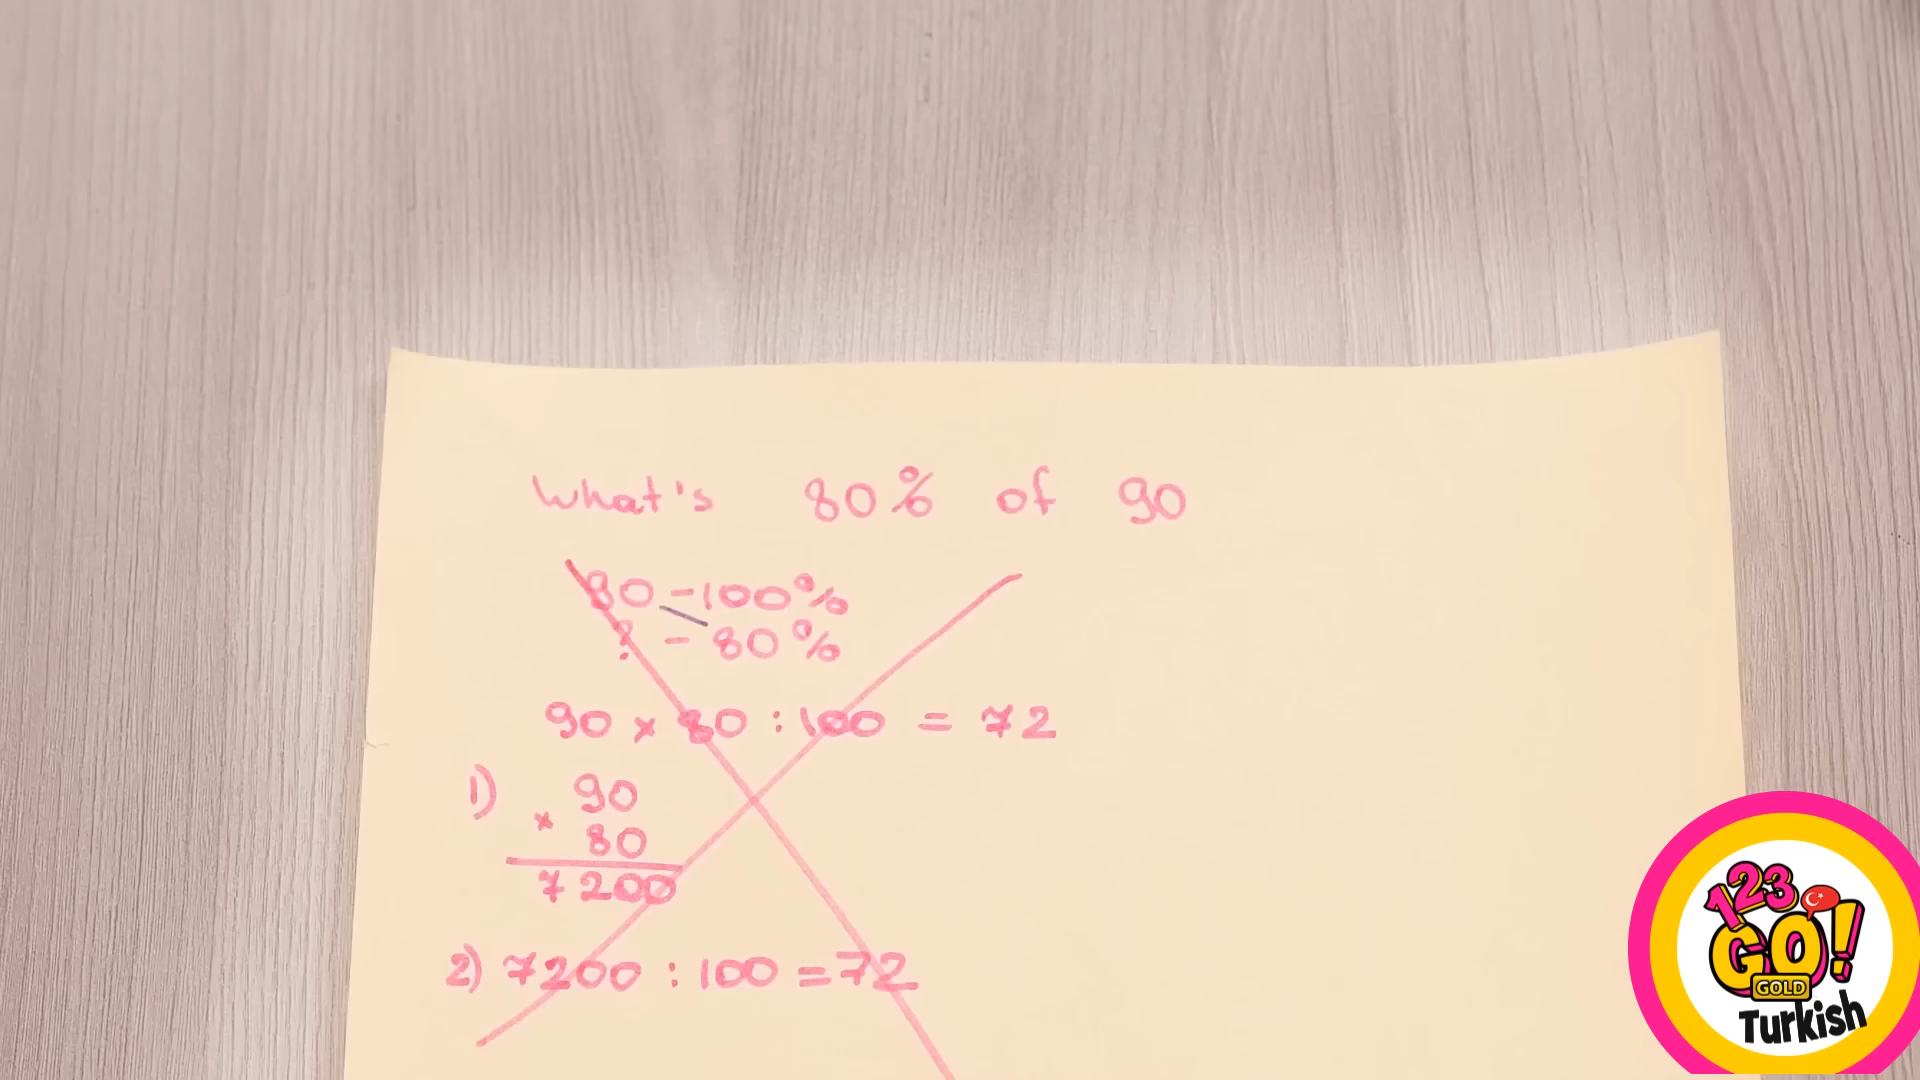 What's 80% of 90
90 - 100%
? - 80%
90 x 80 : 100 = 72
1) 90
x 80
7200
2) 7200 : 100 = 72
123
GO!
GOLD
Turkish